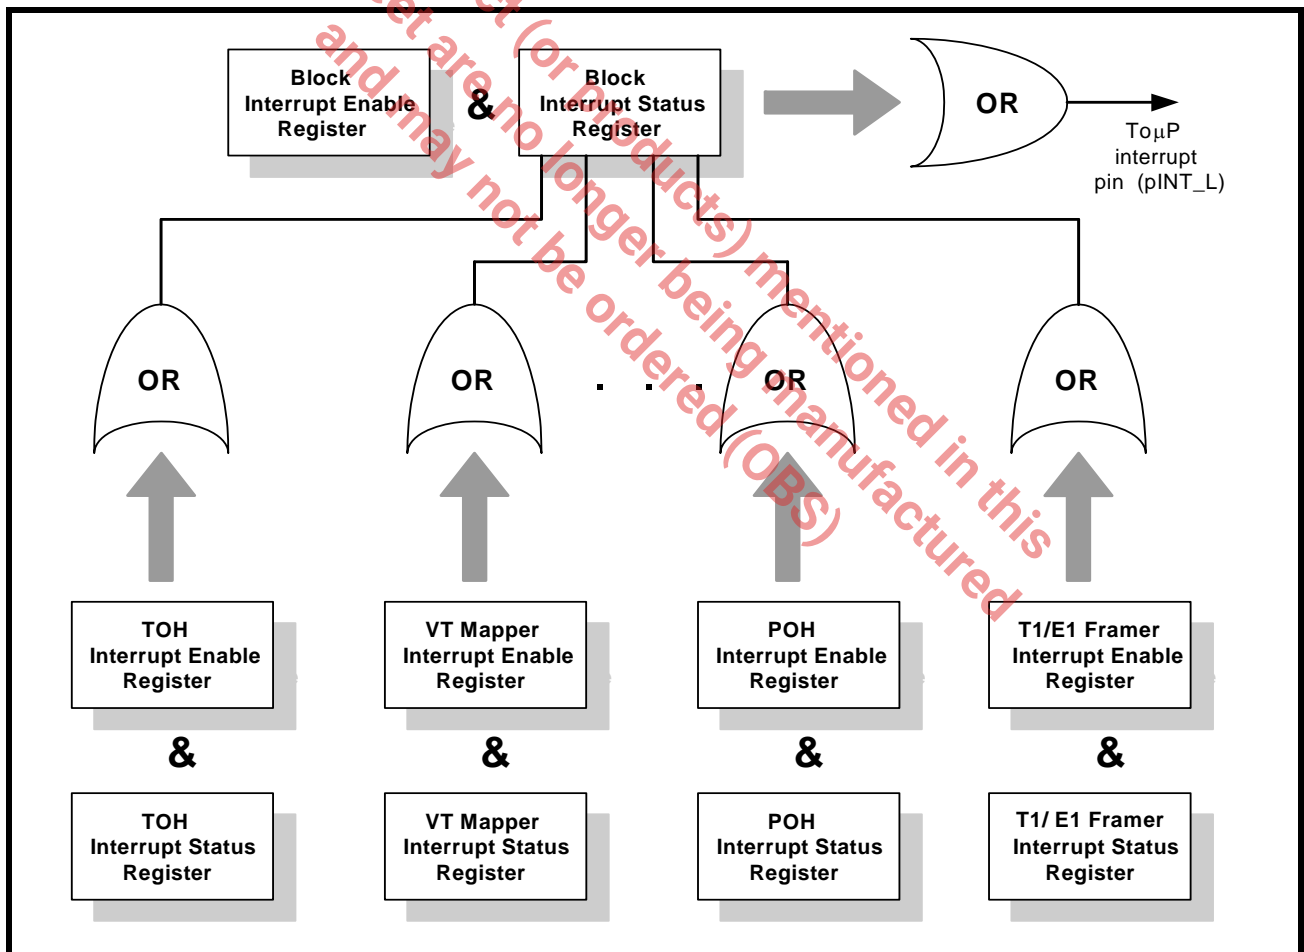 Block
Interrupt Enable
Register
&
Block
Interrupt Status
Register
OR
ToμP
interrupt
pin (pINT_L)
OR
OR
. . .
OR
OR
TOH
Interrupt Enable
Register
VT Mapper
Interrupt Enable
Register
POH
Interrupt Enable
Register
T1/E1 Framer
Interrupt Enable
Register
&
&
&
&
TOH
Interrupt Status
Register
VT Mapper
Interrupt Status
Register
POH
Interrupt Status
Register
T1/ E1 Framer
Interrupt Status
Register
(or products) mentioned in this
are no longer being manufactured
and may not be ordered (OBS)